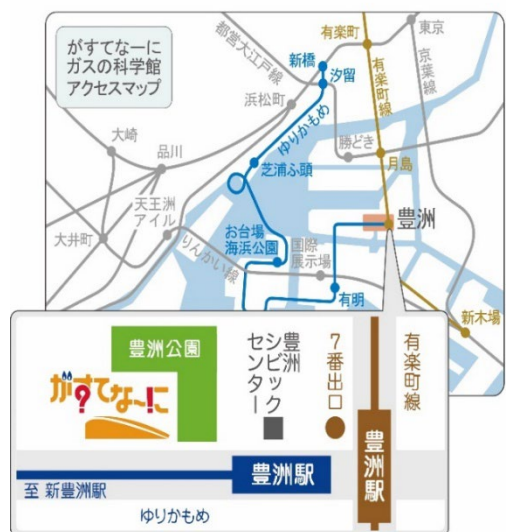 がすてなーに
ガスの科学館
アクセスマップ
有楽町
東京
都営大江戸線
新橋
汐留
有楽町線
京葉線
浜松町
ゆりかもめ
勝どき
大崎
品川
芝浦ふ頭
月島
天王洲
アイル
豊洲
大井町
りんかい線
お台場
海浜公園
国際
展示場
有明
新木場
豊洲公園
豊洲
シビック
センター
7番出口
有楽町線
がすてな〜に
豊洲駅
豊洲駅
至 新豊洲駅
ゆりかもめ